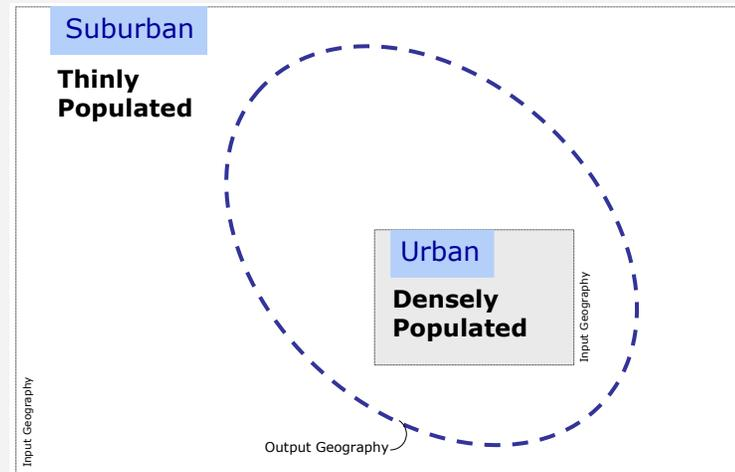 Suburban
Thinly
Populated
Urban
Densely
Populated
Input Geography
Input Geography
Output Geography